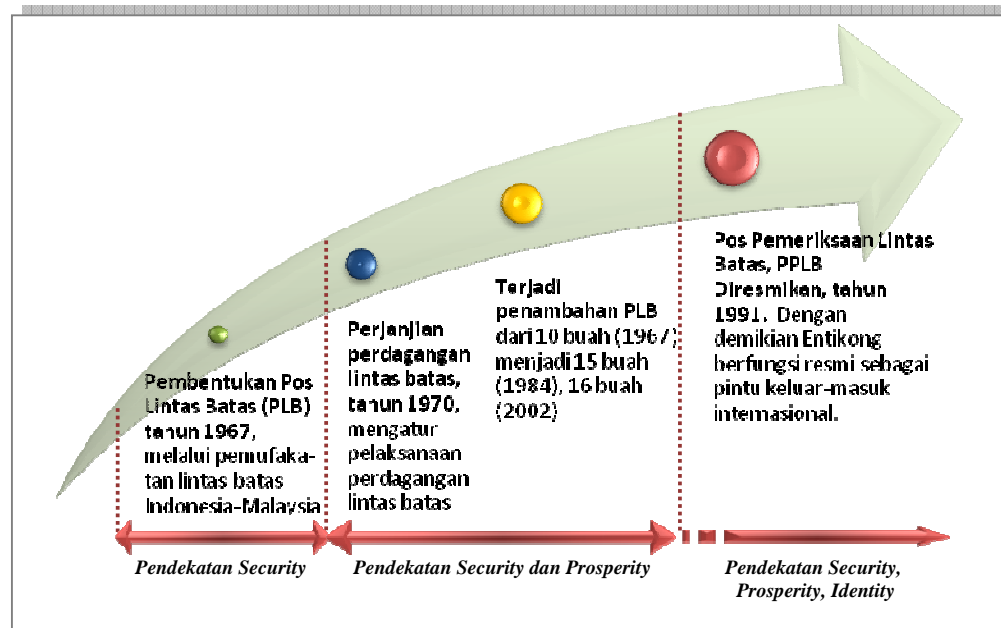 Pembentukan Pos
Lintas Batas (PLB)
tahun 1967,
melalui pemufaka-
tan lintas batas
Indonesia-Malaysia
Perjanjian
perdagangan
lintas batas,
tahun 1970,
mengatur
pelaksanaan
perdagangan
lintas batas
Terjadi
penambahan PLB
dari 10 buah (1967)
menjadi 15 buah
(1984), 16 buah
(2002)
Pos Pemeriksaan Lintas
Batas, PPLB
Diresmikan, tahun
1991. Dengan
demikian Entikong
berfungsi resmi sebagai
pintu keluar-masuk
internasional.
Pendekatan Security
Pendekatan Security dan Prosperity
Pendekatan Security,
Prosperity, Identity